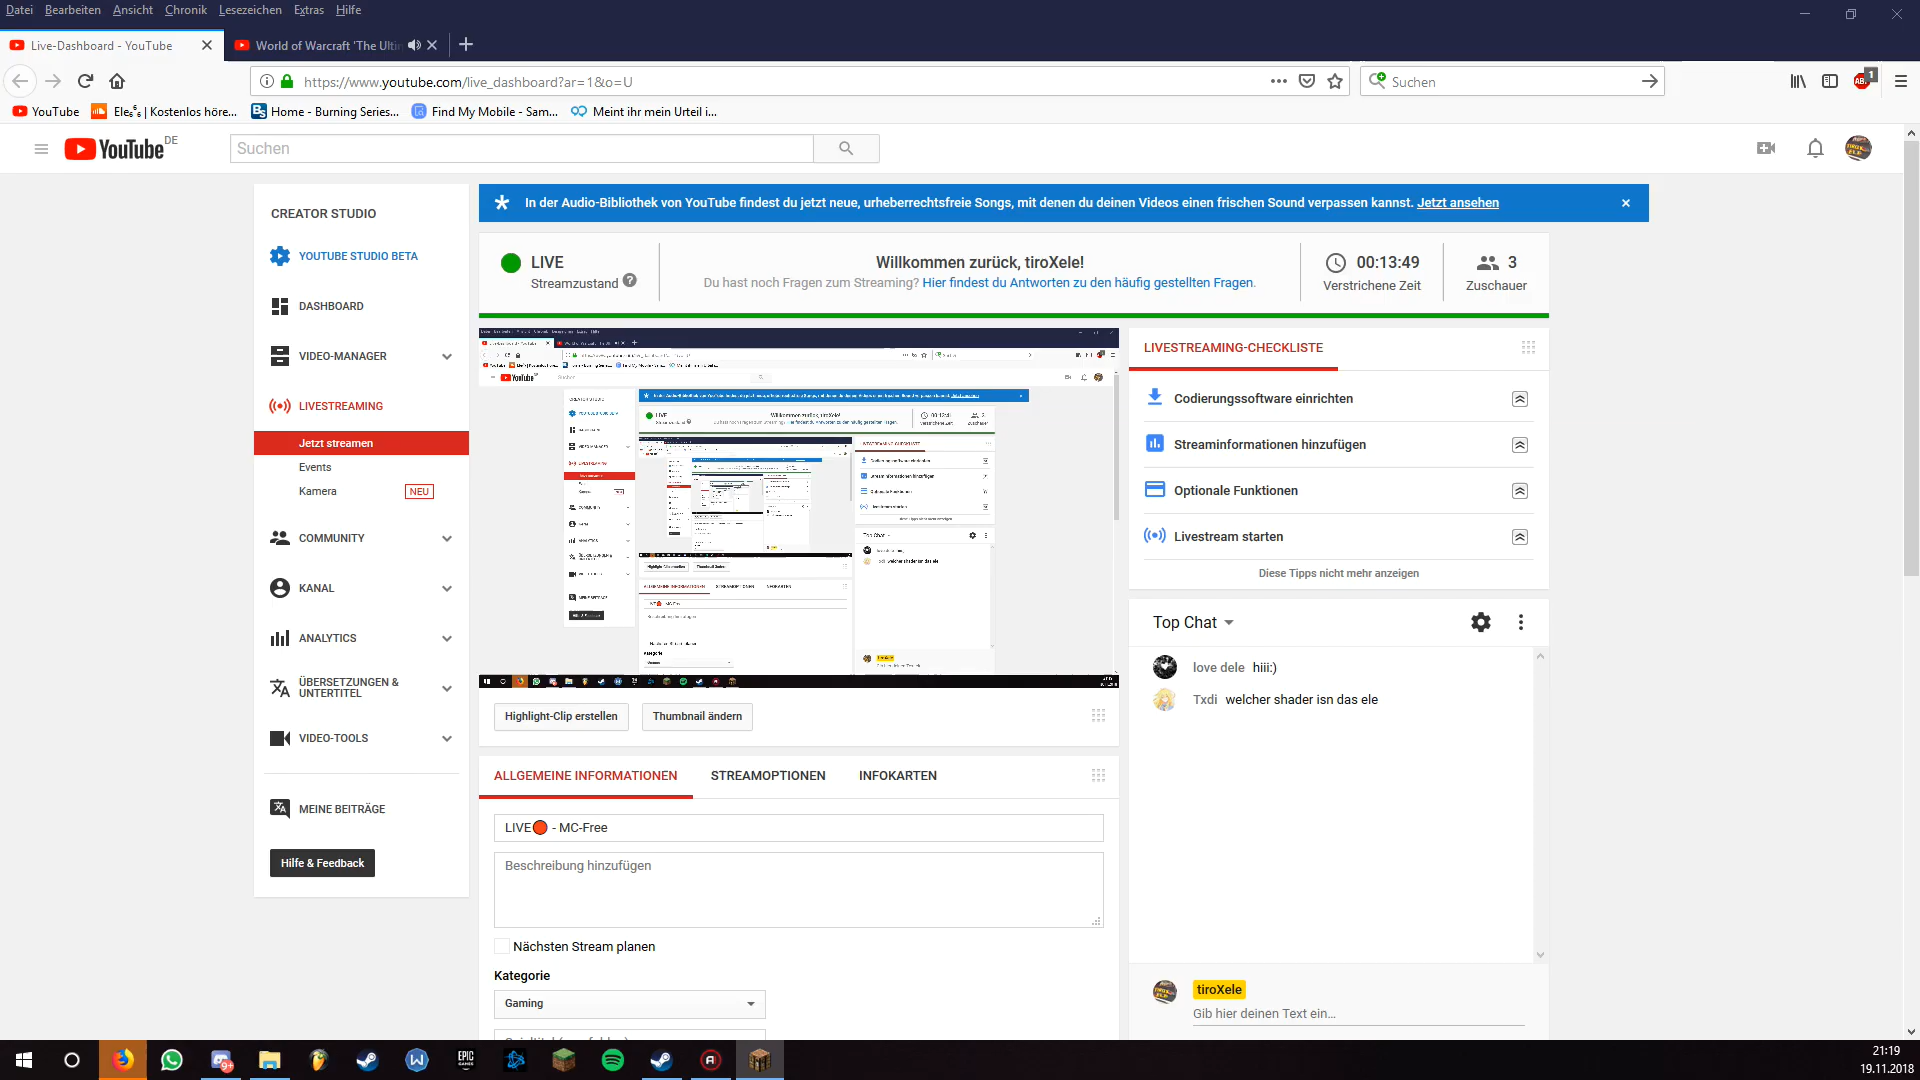 Datei Bearbeiten Ansicht Chronik Lesezeichen Extras Hilfe
Live-Dashboard - YouTube
World of Warcraft 'The Ulti
https://www.youtube.com/live_dashboard?ar=1&o=U
Suchen
ABP 1
YouTube
| Kostenlos höre...
Home - Burning Series...
Find My Mobile - Sam...
Meint ihr mein Urteil i...
YouTube DE
Suchen
CREATOR STUDIO
YOUTUBE STUDIO BETA
DASHBOARD
VIDEO-MANAGER
LIVESTREAMING
Jetzt streamen
Events
Kamera NEU
COMMUNITY
KANAL
ANALYTICS
ÜBERSETZUNGEN &
UNTERTITEL
VIDEO-TOOLS
MEINE BEITRÄGE
Hilfe & Feedback
In der Audio-Bibliothek von YouTube findest du jetzt neue, urheberrechtsfreie Songs, mit denen du deinen Videos einen frischen Sound verpassen kannst. Jetzt ansehen
LIVE
Streamzustand
Willkommen zurück, tiroXele!
Du hast noch Fragen zum Streaming? Hier findest du Antworten zu den häufig gestellten Fragen.
00:13:49
Verstrichene Zeit
3
Zuschauer
Highlight-Clip erstellen
Thumbnail ändern
ALLGEMEINE INFORMATIONEN STREAMOPTIONEN INFOKARTEN
LIVE🔴 - MC-Free
Beschreibung hinzufügen
Nächsten Stream planen
Kategorie
Gaming
LIVESTREAMING-CHECKLISTE
Codierungssoftware einrichten
Streaminformationen hinzufügen
Optionale Funktionen
Livestream starten
Diese Tipps nicht mehr anzeigen
Top Chat
love dele hiii:)
Txdi welcher shader isn das ele
tiroXele
Gib hier deinen Text ein...
9+
EPIC GAMES
21:19
19.11.2018